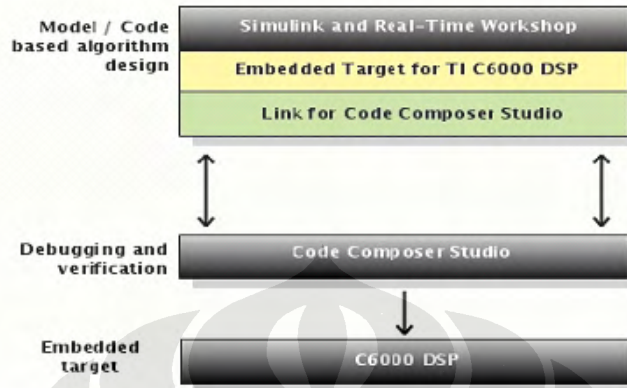 Model / Code
based algorithm
design
Simulink and Real-Time Workshop
Embedded Target for TI C6000 DSP
Link for Code Composer Studio
Debugging and
verification
Code Composer Studio
Embedded
target
C6000 DSP